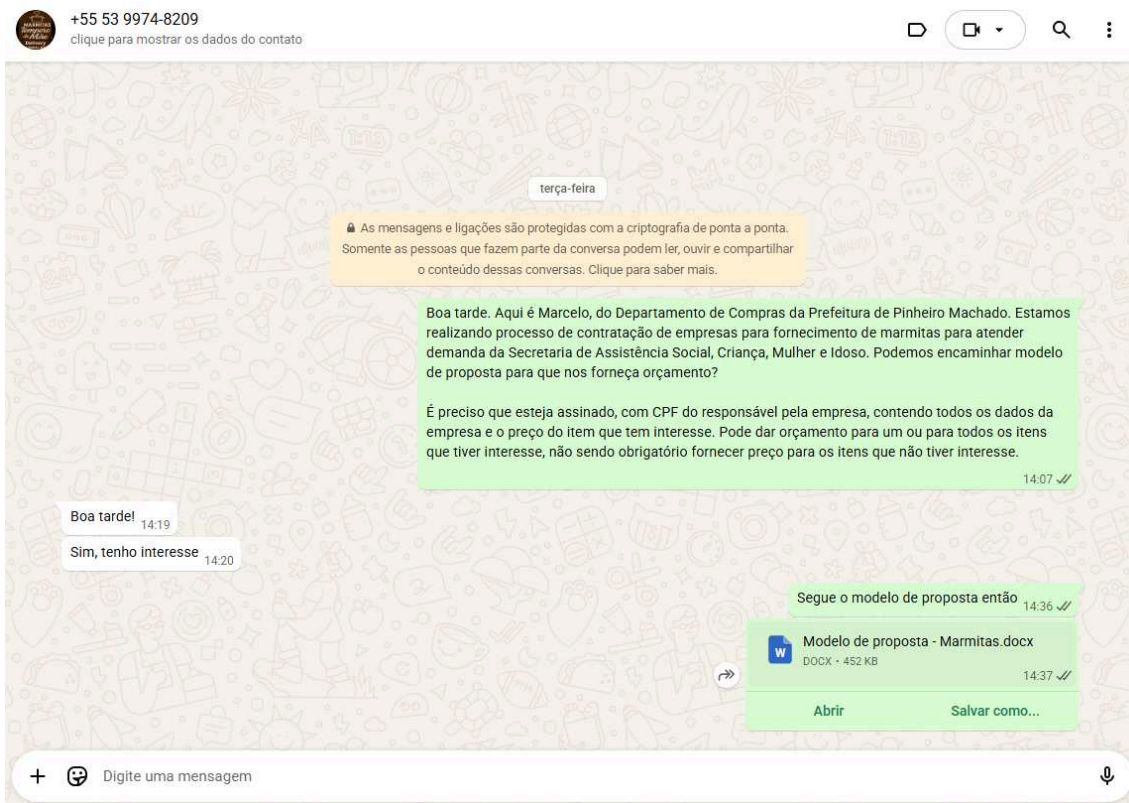 +55 53 9974-8209
clique para mostrar os dados do contato
MARMITAS
Tempero
da Mãe
Delivery
terça-feira
As mensagens e ligações são protegidas com a criptografia de ponta a ponta.
Somente as pessoas que fazem parte da conversa podem ler, ouvir e compartilhar
o conteúdo dessas conversas. Clique para saber mais.
Boa tarde. Aqui é Marcelo, do Departamento de Compras da Prefeitura de Pinheiro Machado. Estamos
realizando processo de contratação de empresas para fornecimento de marmitas para atender
demanda da Secretaria de Assistência Social, Criança, Mulher e Idoso. Podemos encaminhar modelo
de proposta para que nos forneça orçamento?
É preciso que esteja assinado, com CPF do responsável pela empresa, contendo todos os dados da
empresa e o preço do item que tem interesse. Pode dar orçamento para um ou para todos os itens
que tiver interesse, não sendo obrigatório fornecer preço para os itens que não tiver interesse.
14:07
Boa tarde! 14:19
Sim, tenho interesse 14:20
Segue o modelo de proposta então 14:36
W
Modelo de proposta - Marmitas.docx
DOCX • 452 KB
14:37
Abrir Salvar como...
Digite uma mensagem